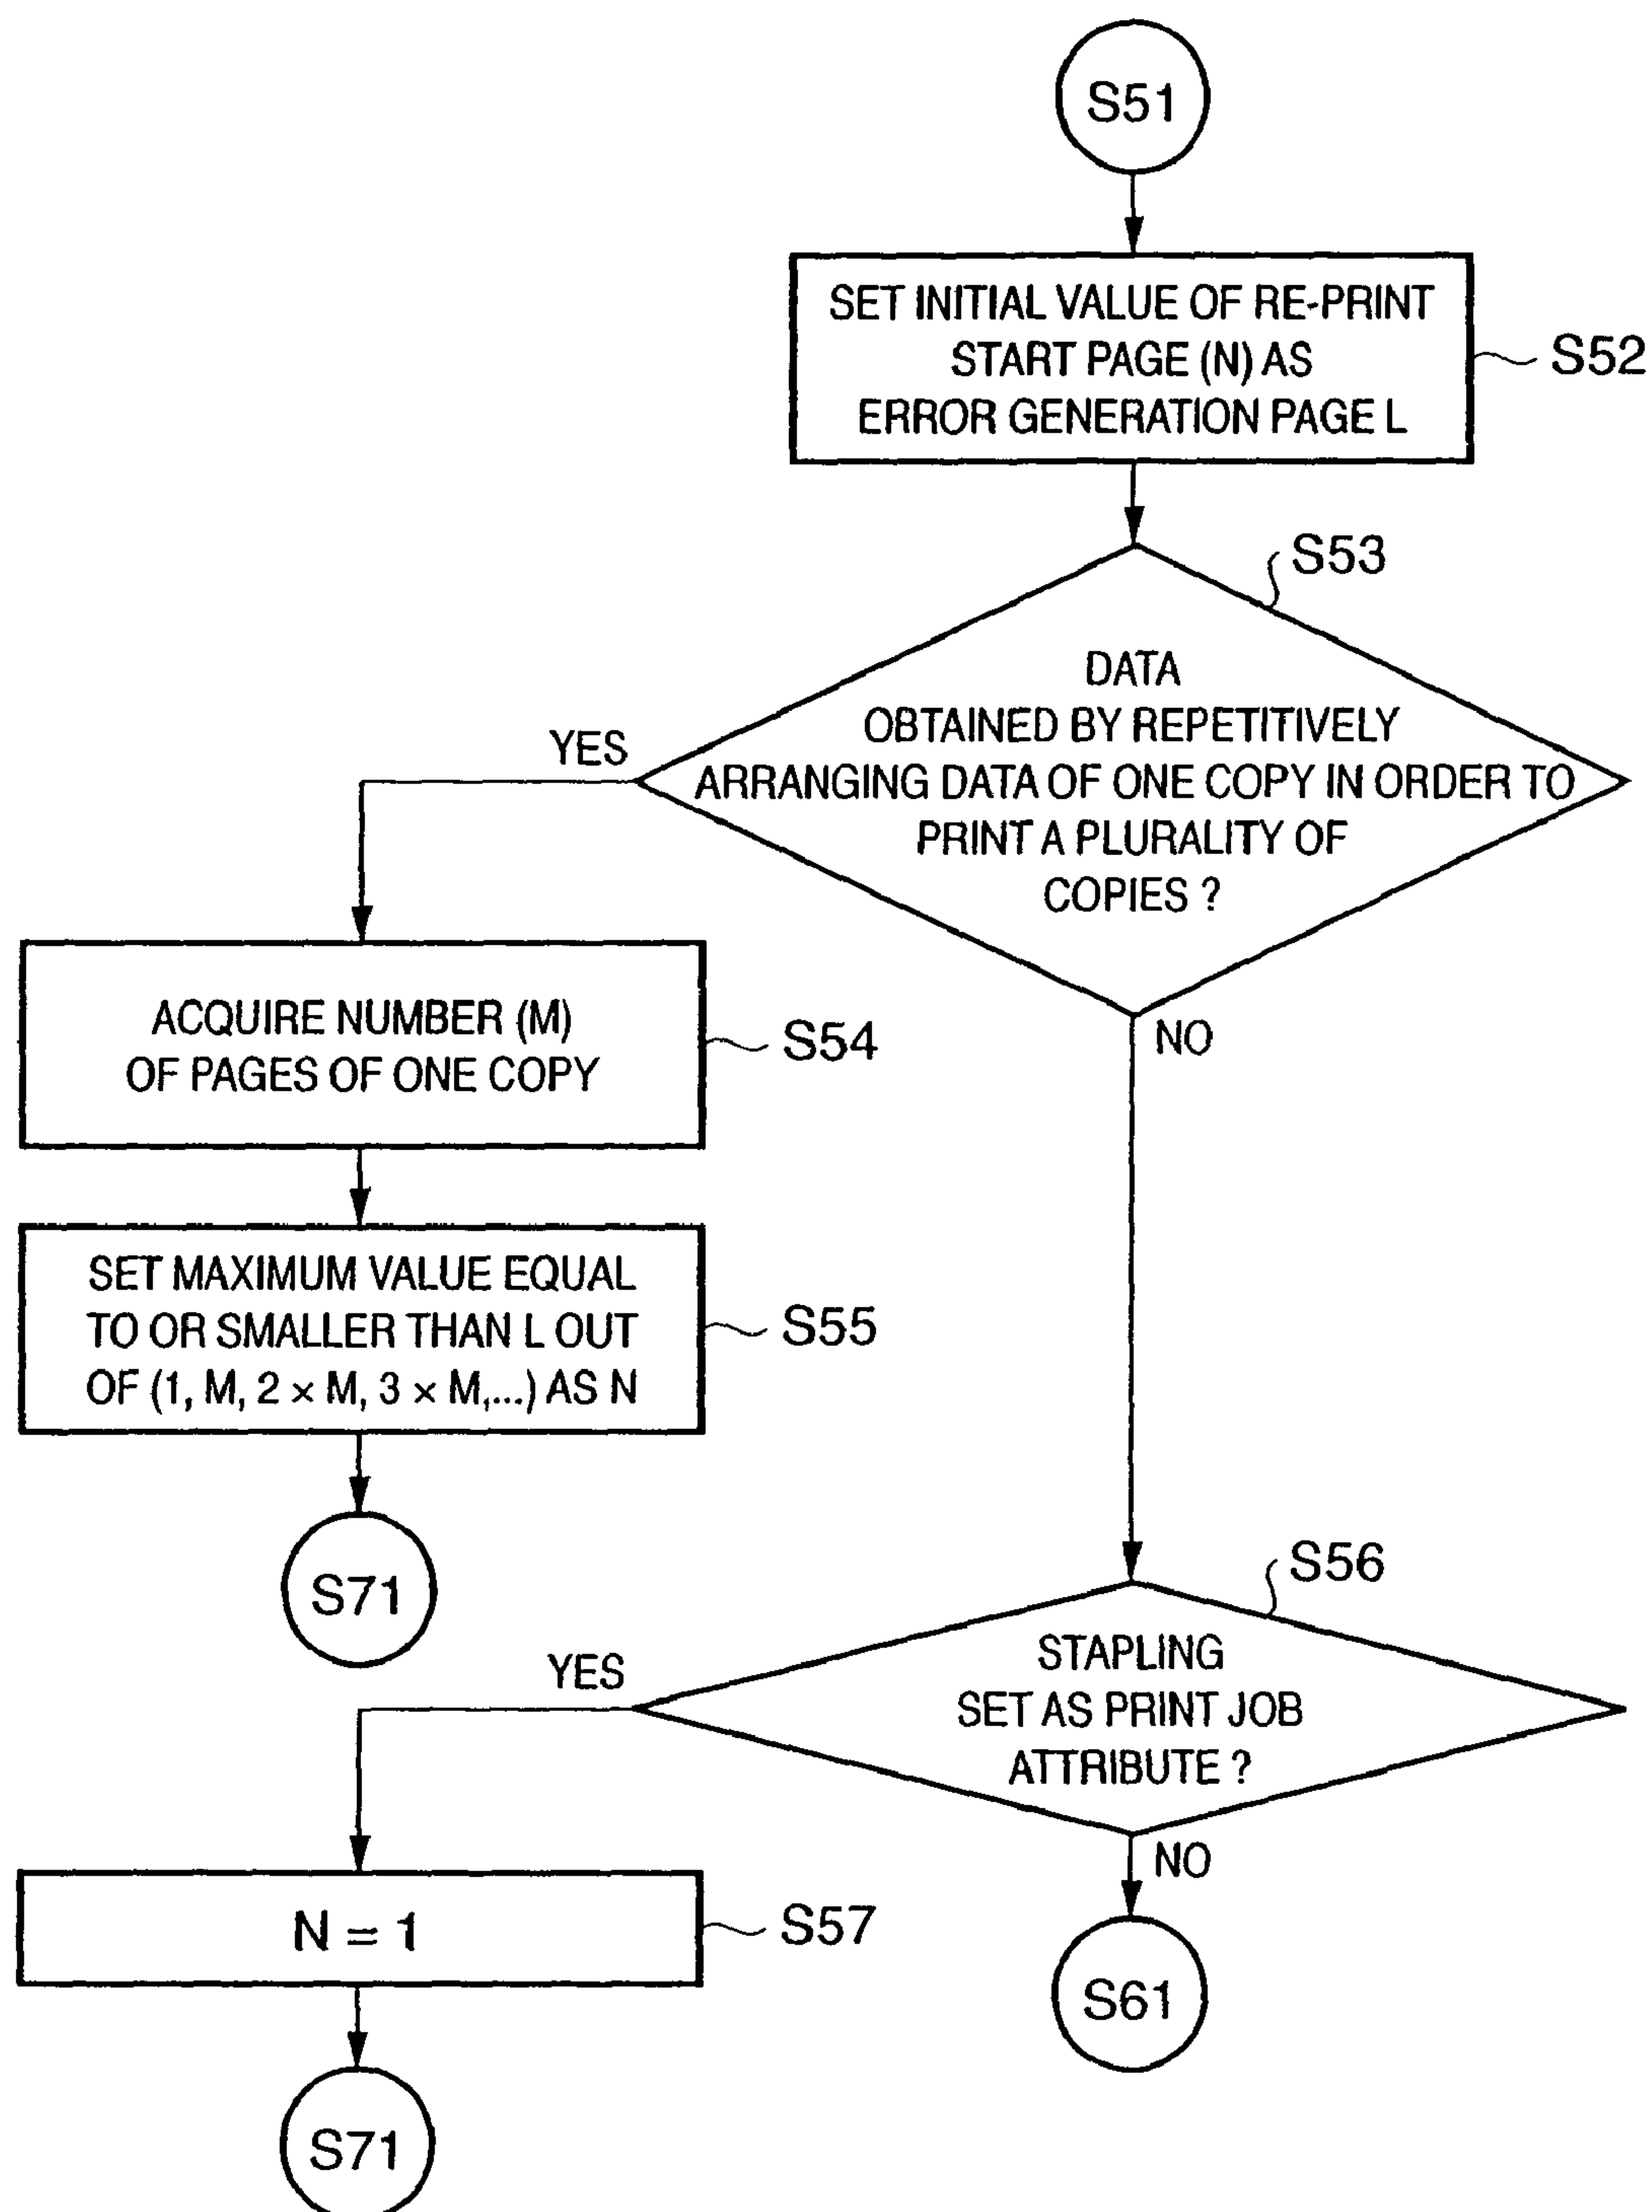 S51
SET INITIAL VALUE OF RE-PRINT
START PAGE (N) AS
ERROR GENERATION PAGE L
S52
S53
DATA
OBTAINED BY REPETITIVELY
ARRANGING DATA OF ONE COPY IN ORDER TO
PRINT A PLURALITY OF
COPIES ?
YES
NO
ACQUIRE NUMBER (M)
OF PAGES OF ONE COPY
S54
SET MAXIMUM VALUE EQUAL
TO OR SMALLER THAN L OUT
OF (1, M, 2 × M, 3 × M,...) AS N
S55
S71
S56
STAPLING
SET AS PRINT JOB
ATTRIBUTE ?
YES
NO
N = 1
S57
S61
S71